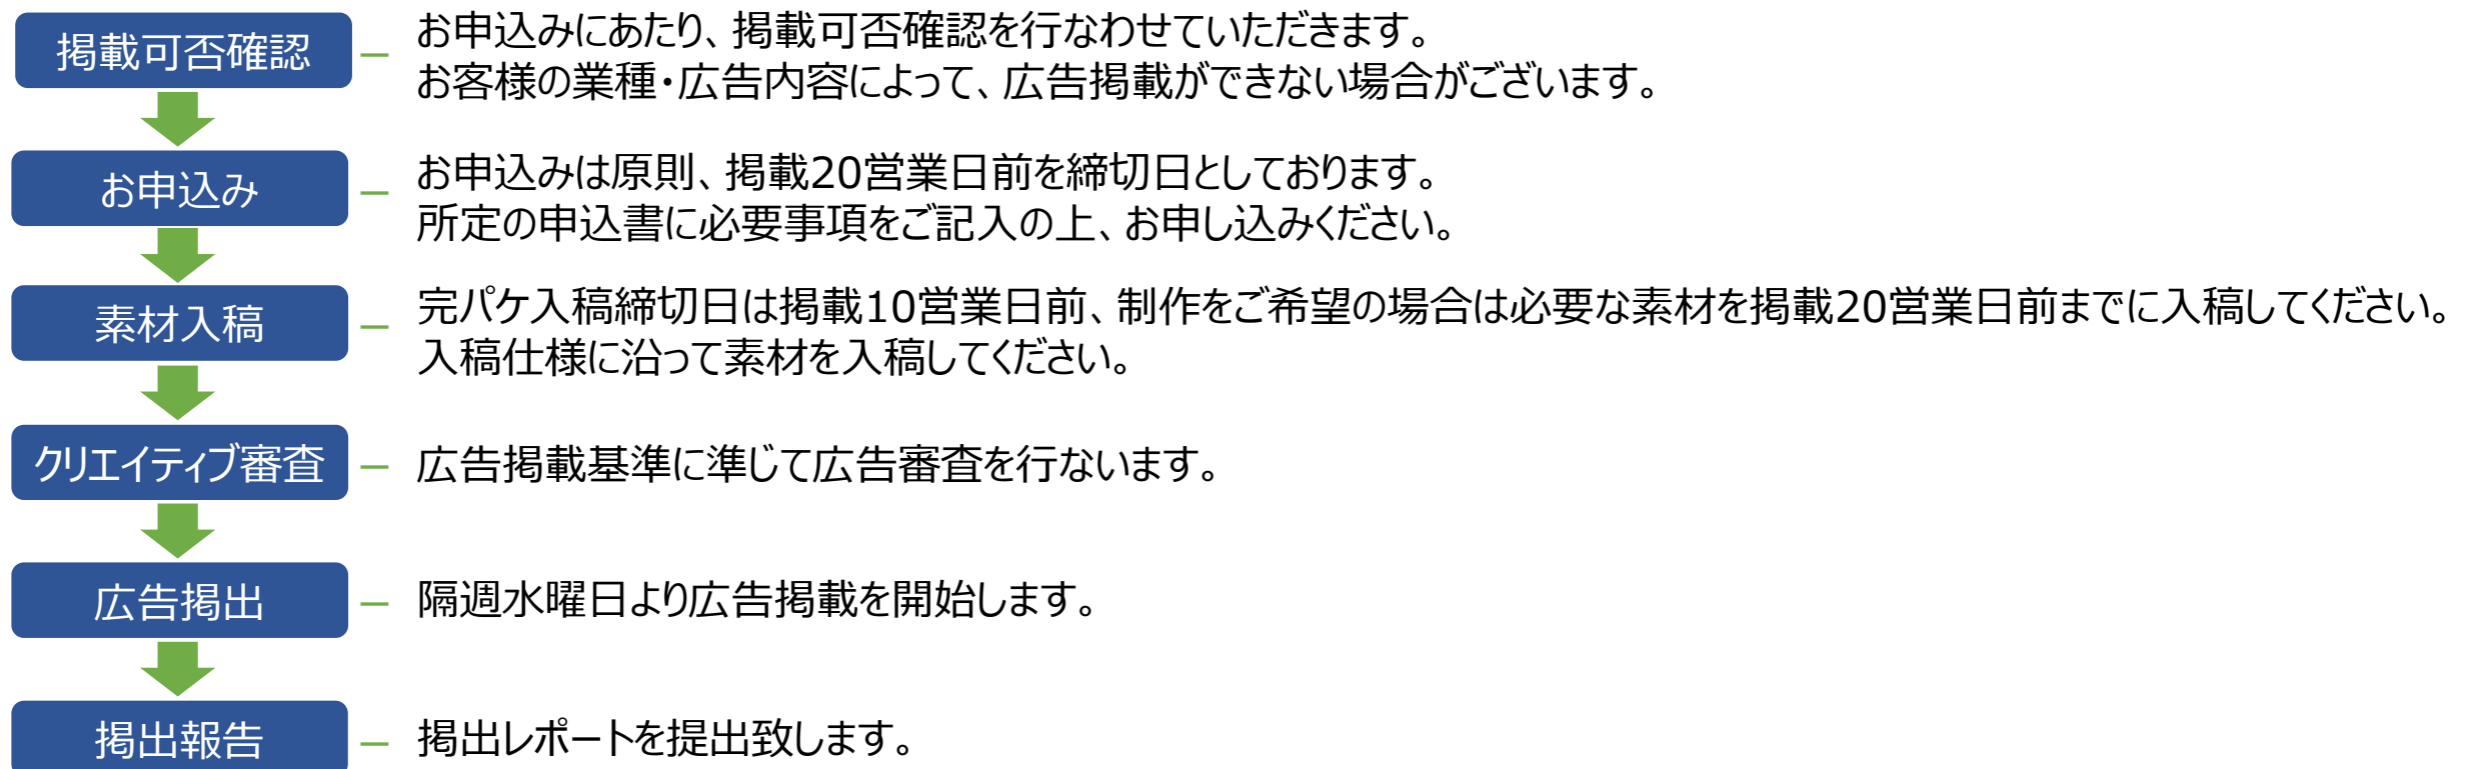 掲載可否確認
お申込みにあたり、掲載可否確認を行なわせていただきます。
お客様の業種・広告内容によって、広告掲載ができない場合がございます。
お申込み
お申込みは原則、掲載20営業日前を締切日としております。
所定の申込書に必要事項をご記入の上、お申し込みください。
素材入稿
完パケ入稿締切日は掲載10営業日前、制作をご希望の場合は必要な素材を掲載20営業日前までに入稿してください。
入稿仕様に沿って素材を入稿してください。
クリエイティブ審査
広告掲載基準に準じて広告審査を行ないます。
広告掲出
隔週水曜日より広告掲載を開始します。
掲出報告
掲出レポートを提出致します。